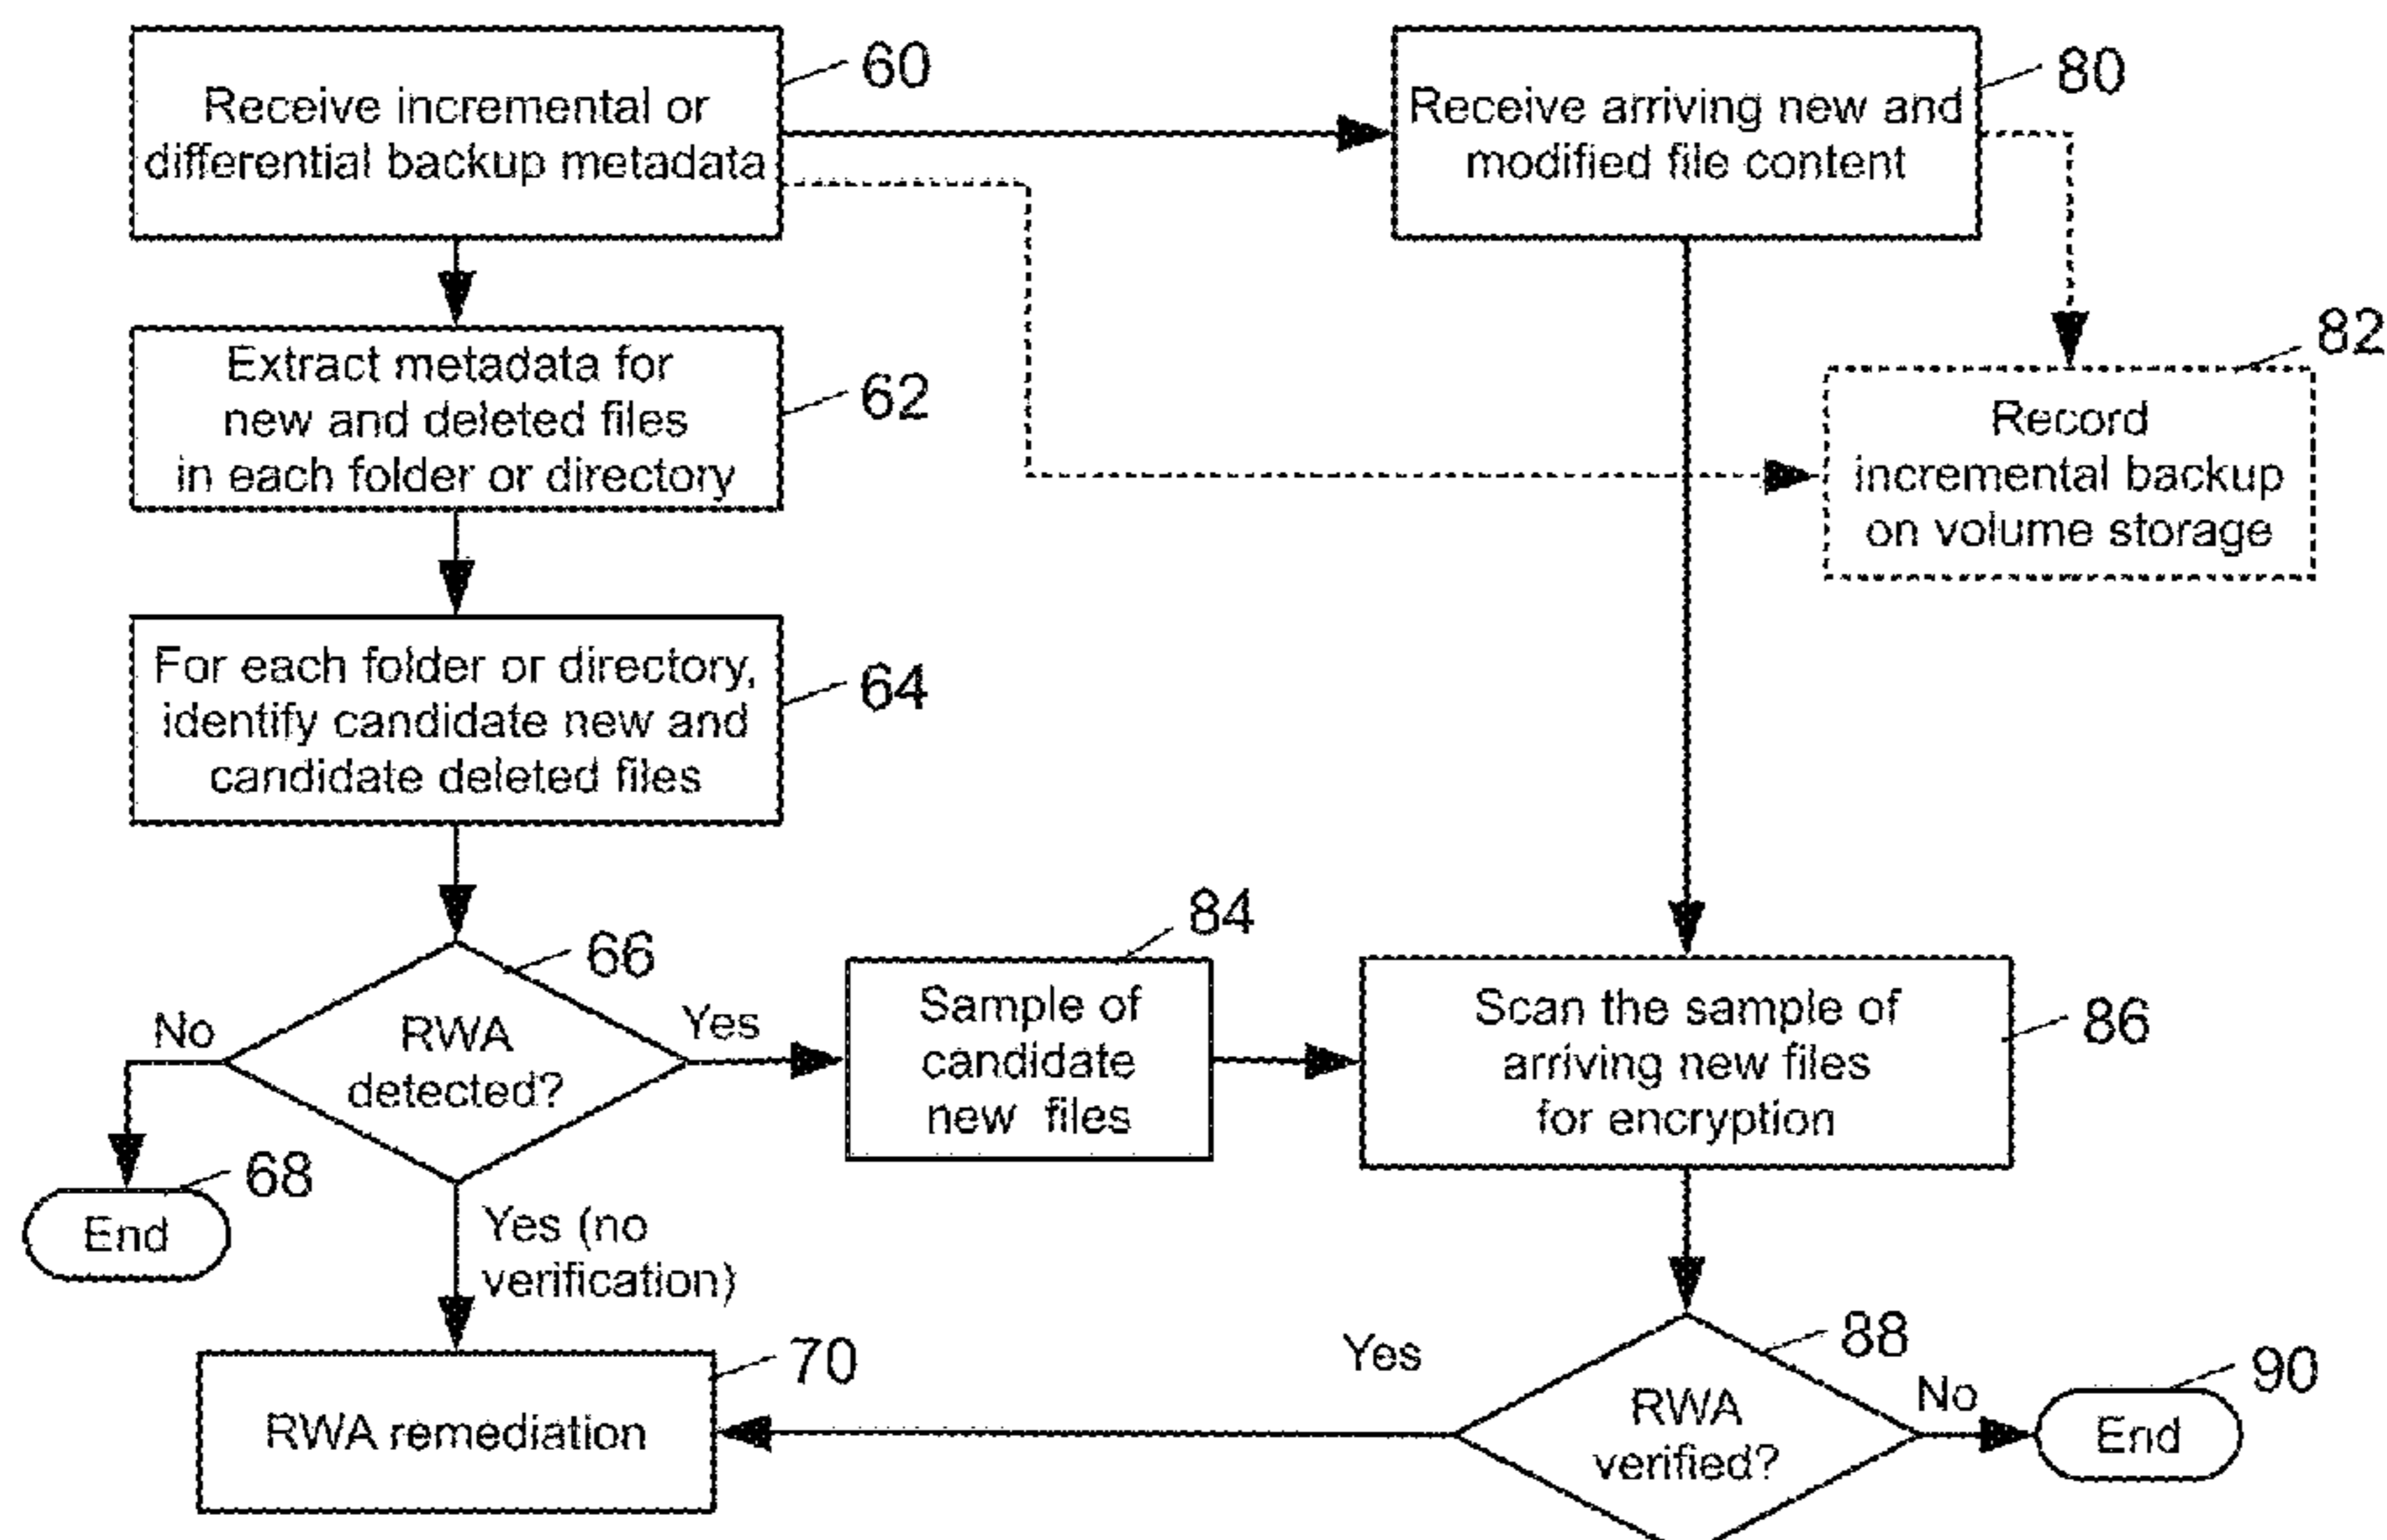 60
Receive incremental or
differential backup metadata
80
Receive arriving new and
modified file content
Extract metadata for
new and deleted files
in each folder or directory
62
82
Record
incremental backup
on volume storage
For each folder or directory,
identify candidate new and
candidate deleted files
64
66
RWA
detected?
No
Yes
84
Sample of
candidate
new files
Scan the sample of
arriving new files
for encryption
86
68
End
Yes (no
verification)
70
RWA remediation
Yes
88
RWA
verified?
No
90
End